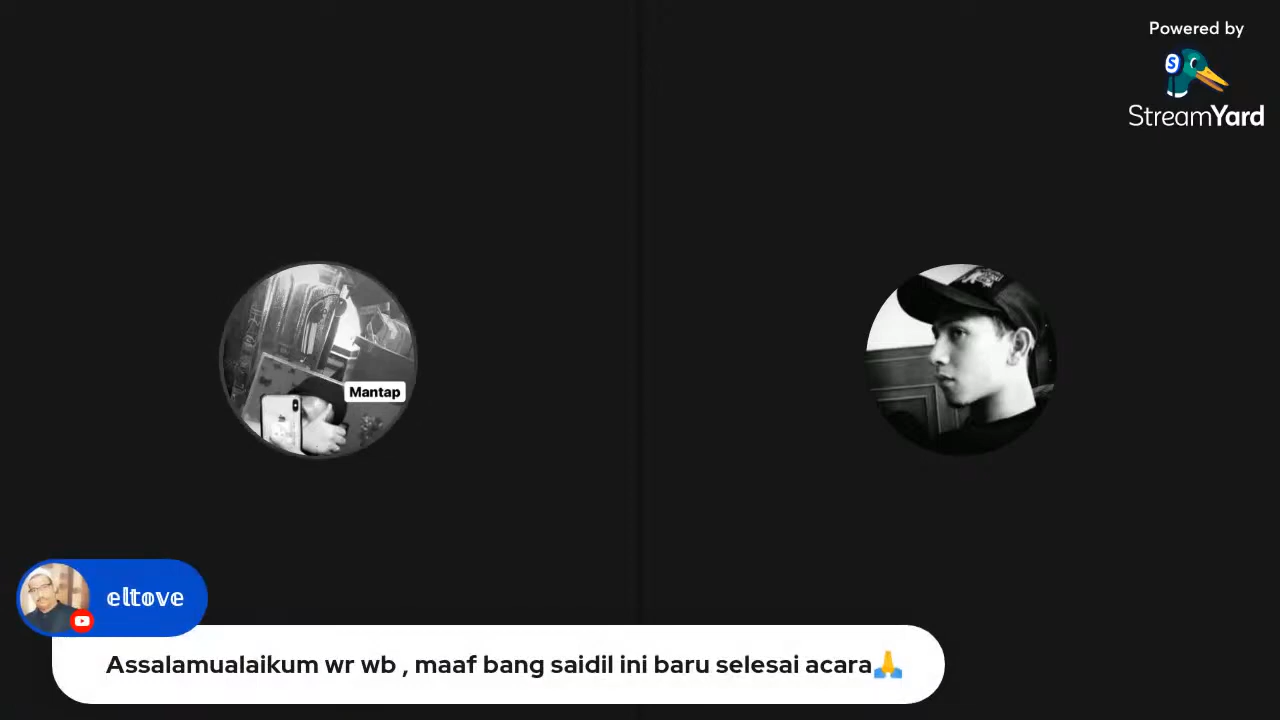 Powered by
S
StreamYard
Mantap
eltove
Assalamualaikum wr wb , maaf bang saidil ini baru selesai acara🙏